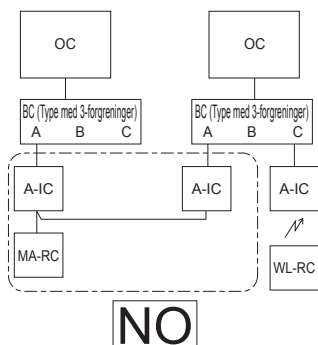 OC OC
BC (Type med 3-forgreninger) BC (Type med 3-forgreninger)
A B C A B C
A-IC A-IC A-IC
MA-RC WL-RC
NO